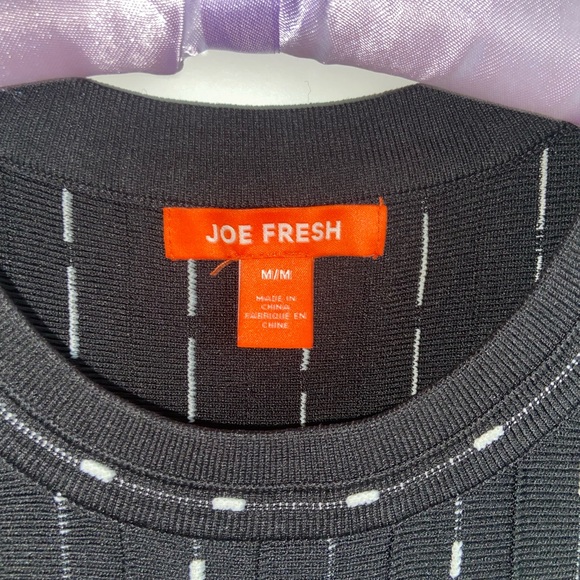 JOE FRESH
M/M
MADE IN
CHINA
FABRIQUÉ EN
CHINE